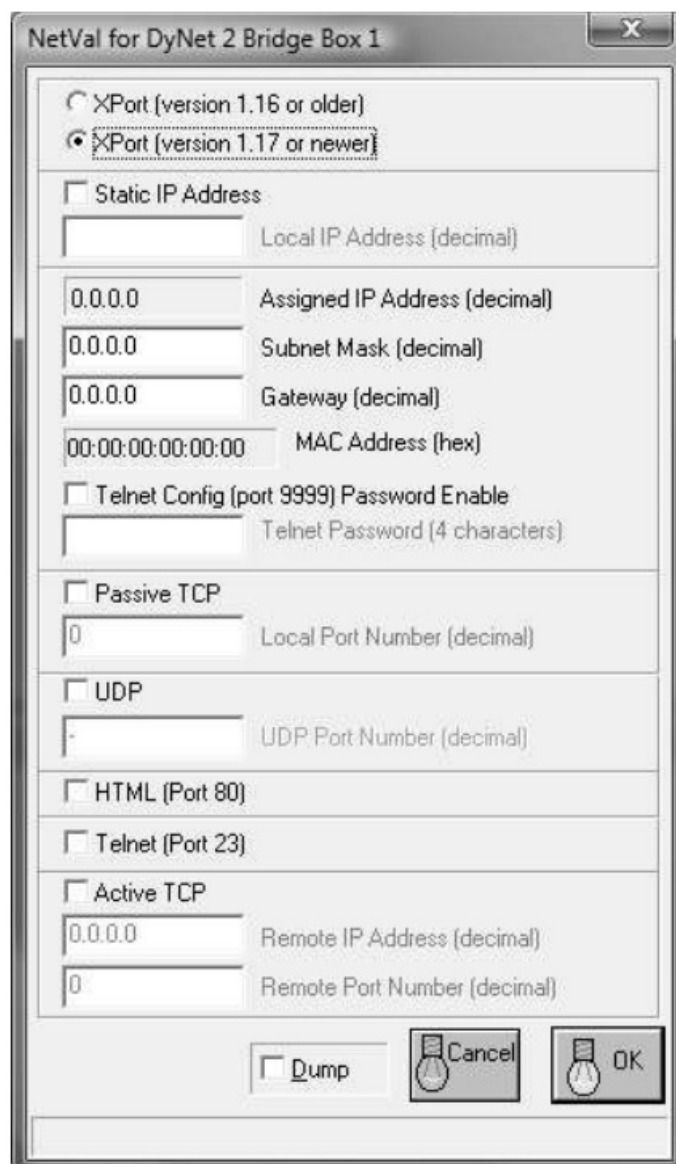 NetVal for DyNet 2 Bridge Box 1
XPort (version 1.16 or older)
XPort (version 1.17 or newer)
Static IP Address
Local IP Address (decimal)
0.0.0.0 Assigned IP Address (decimal)
0.0.0.0 Subnet Mask (decimal)
0.0.0.0 Gateway (decimal)
00:00:00:00:00:00 MAC Address (hex)
Telnet Config (port 9999) Password Enable
Telnet Password (4 characters)
Passive TCP
0 Local Port Number (decimal)
UDP
- UDP Port Number (decimal)
HTML (Port 80)
Telnet (Port 23)
Active TCP
0.0.0.0 Remote IP Address (decimal)
0 Remote Port Number (decimal)
Dump Cancel OK